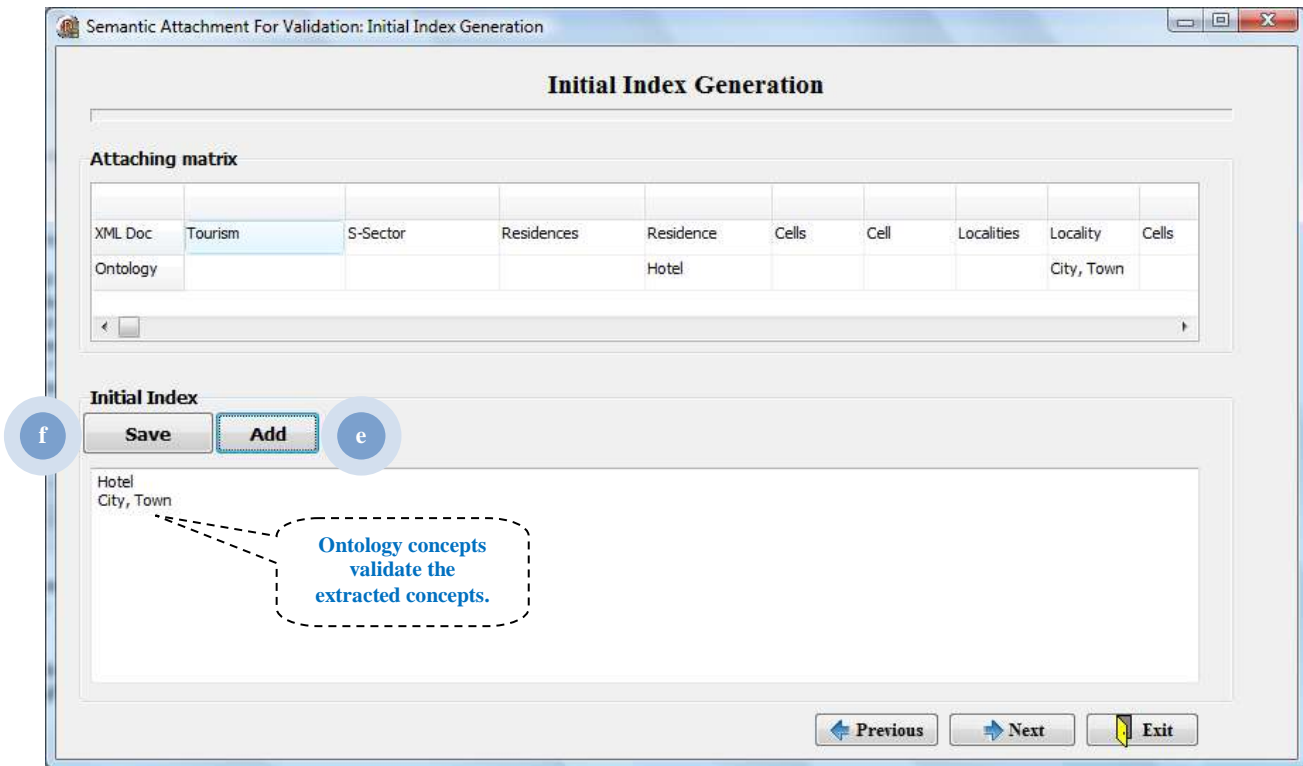 Semantic Attachment For Validation: Initial Index Generation
Initial Index Generation
Attaching matrix
XML Doc Tourism S-Sector Residences Residence Cells Cell Localities Locality Cells
Ontology Hotel City, Town
Initial Index
f Save Add e
Hotel
City, Town
Ontology concepts
validate the
extracted concepts.
Previous Next Exit